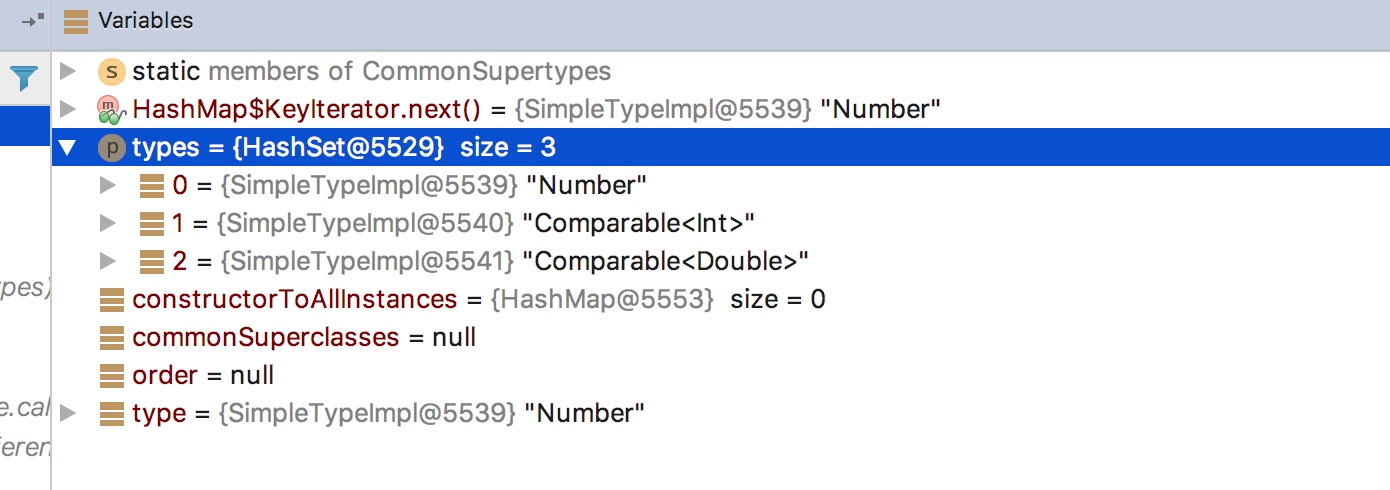 Variables
s static members of CommonSupertypes
m HashMap$KeyIterator.next() = {SimpleTypeImpl@5539} "Number"
p types = {HashSet@5529} size = 3
0 = {SimpleTypeImpl@5539} "Number"
1 = {SimpleTypeImpl@5540} "Comparable<Int>"
2 = {SimpleTypeImpl@5541} "Comparable<Double>"
ypes)
constructorToAllInstances = {HashMap@5553} size = 0
commonSuperclasses = null
order = null
e.cal
type = {SimpleTypeImpl@5539} "Number"
eren